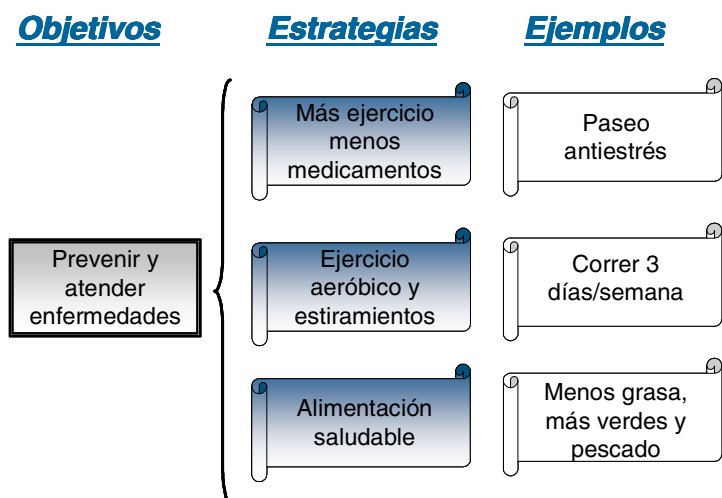 Objetivos
Estrategias
Ejemplos
Más ejercicio
menos
medicamentos
Paseo
antiestrés
Prevenir y
atender
enfermedades
Ejercicio
aeróbico y
estiramientos
Correr 3
días/semana
Alimentación
saludable
Menos grasa,
más verdes y
pescado